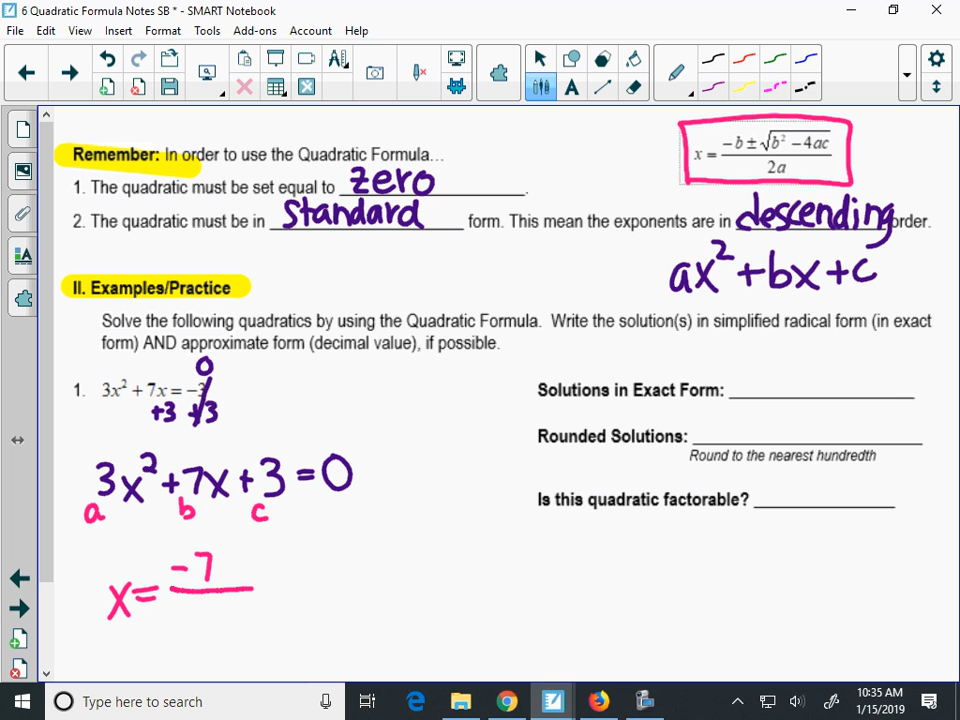 6 Quadratic Formula Notes SB * - SMART Notebook
File Edit View Insert Format Tools Add-ons Account Help
x = (-b ± √(b² - 4ac)) / 2a
Remember: In order to use the Quadratic Formula...
1. The quadratic must be set equal to zero.
2. The quadratic must be in standard form. This mean the exponents are in descending order.
ax² + bx + c
II. Examples/Practice
Solve the following quadratics by using the Quadratic Formula. Write the solution(s) in simplified radical form (in exact
form) AND approximate form (decimal value), if possible.
0
1. 3x² + 7x = -3
+3 +3
Solutions in Exact Form: ____
Rounded Solutions: ____
Round to the nearest hundredth
3x² + 7x + 3 = 0
a b c
Is this quadratic factorable? ____
-7
x =
Type here to search
10:35 AM
1/15/2019